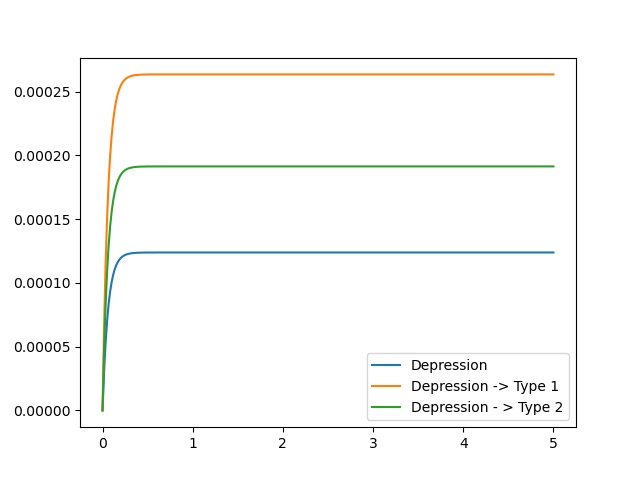 0.00025
0.00020
0.00015
0.00010
0.00005
0.00000
Depression
Depression -> Type 1
Depression - > Type 2
0 1 2 3 4 5